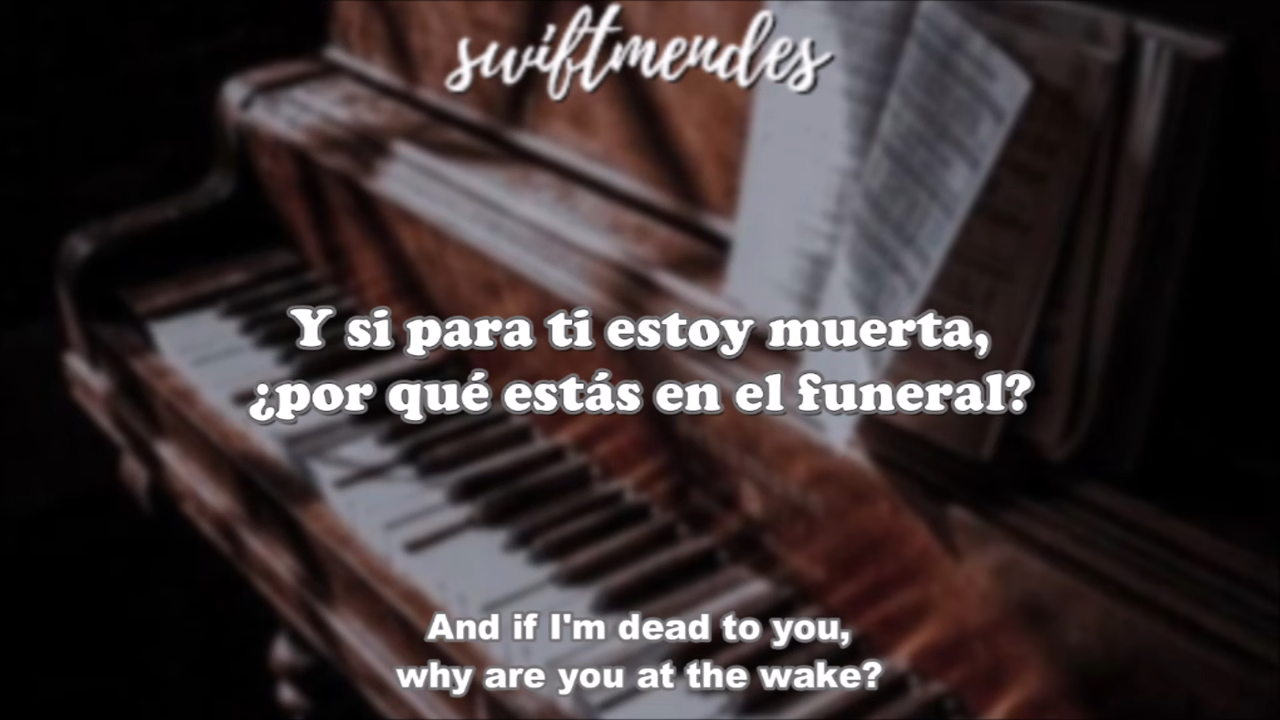 swiftmendes
Y si para ti estoy muerta,
¿por qué estás en el funeral?
And if I'm dead to you,
why are you at the wake?